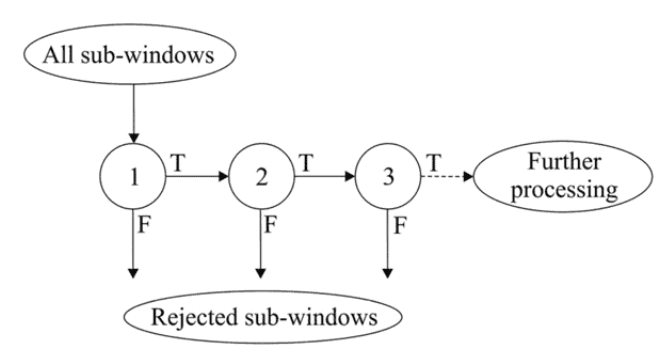 All sub-windows
T
T
T
1
2
3
Further
processing
F
F
F
Rejected sub-windows